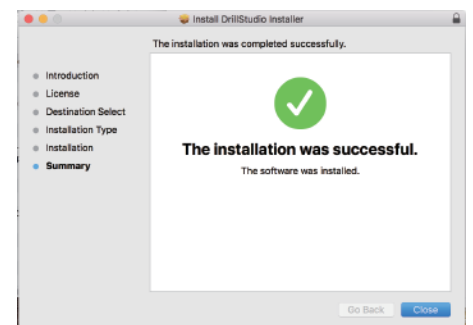 Install DrillStudio Installer
The installation was completed successfully.
Introduction
License
Destination Select
Installation Type
Installation
Summary
The installation was successful.
The software was installed.
Go Back
Close